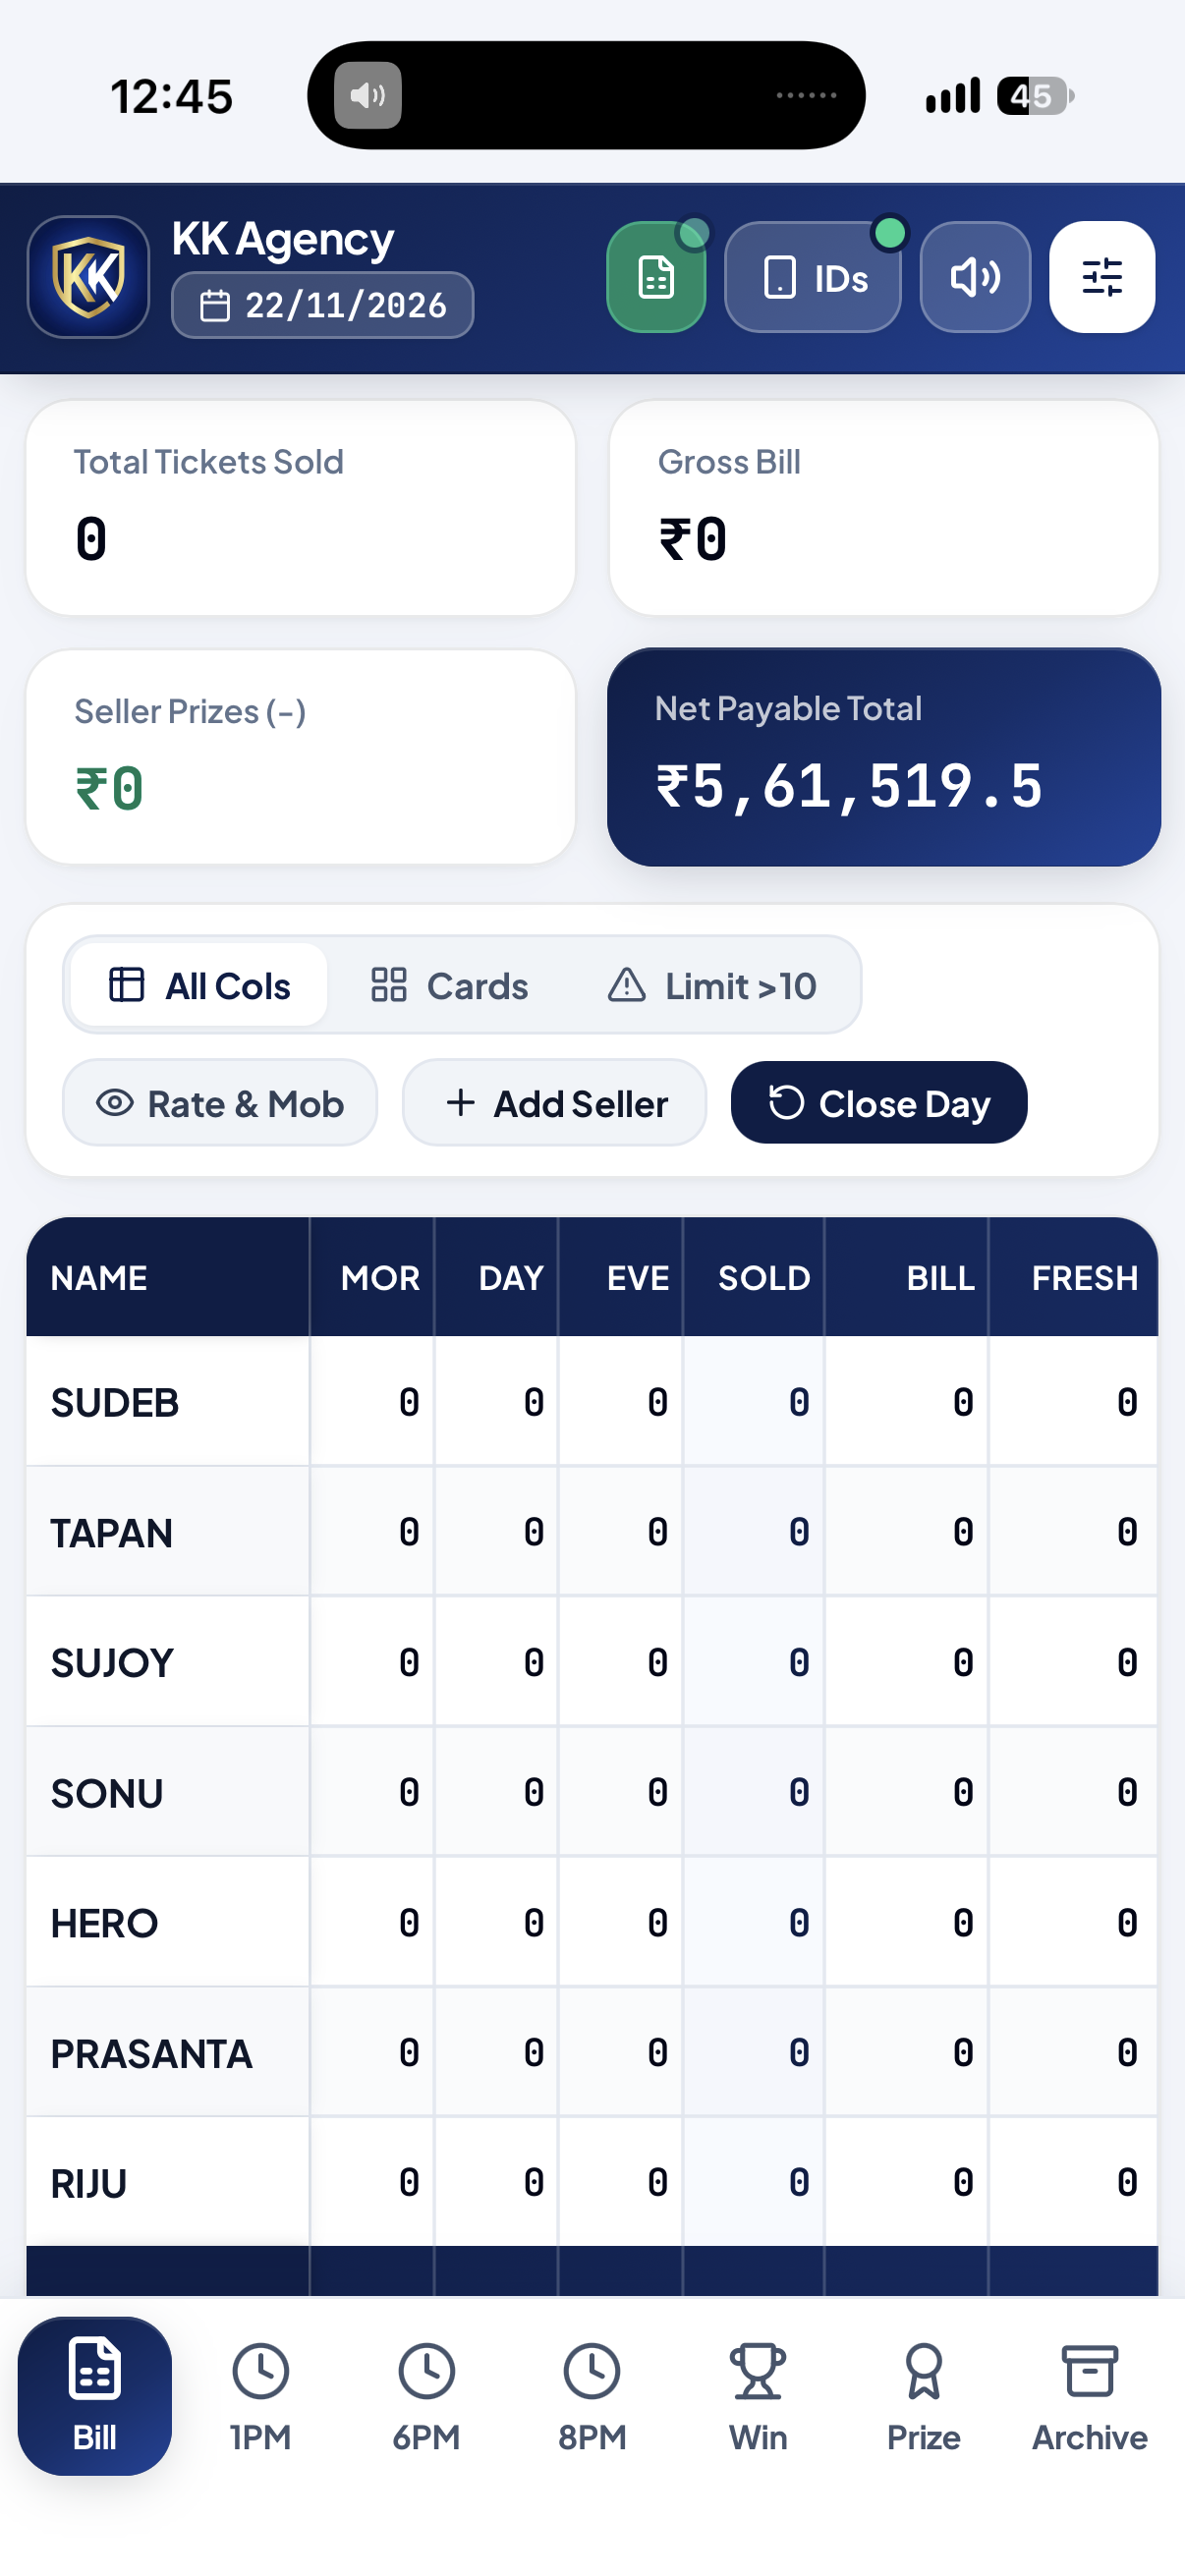 12:45
45
KK
KK Agency
22/11/2026
IDs
Total Tickets Sold
0
Gross Bill
₹0
Seller Prizes (-)
₹0
Net Payable Total
₹5,61,519.5
All Cols Cards Limit >10
Rate & Mob Add Seller Close Day
NAME MOR DAY EVE SOLD BILL FRESH
SUDEB 0 0 0 0 0 0
TAPAN 0 0 0 0 0 0
SUJOY 0 0 0 0 0 0
SONU 0 0 0 0 0 0
HERO 0 0 0 0 0 0
PRASANTA 0 0 0 0 0 0
RIJU 0 0 0 0 0 0
Bill 1PM 6PM 8PM Win Prize Archive